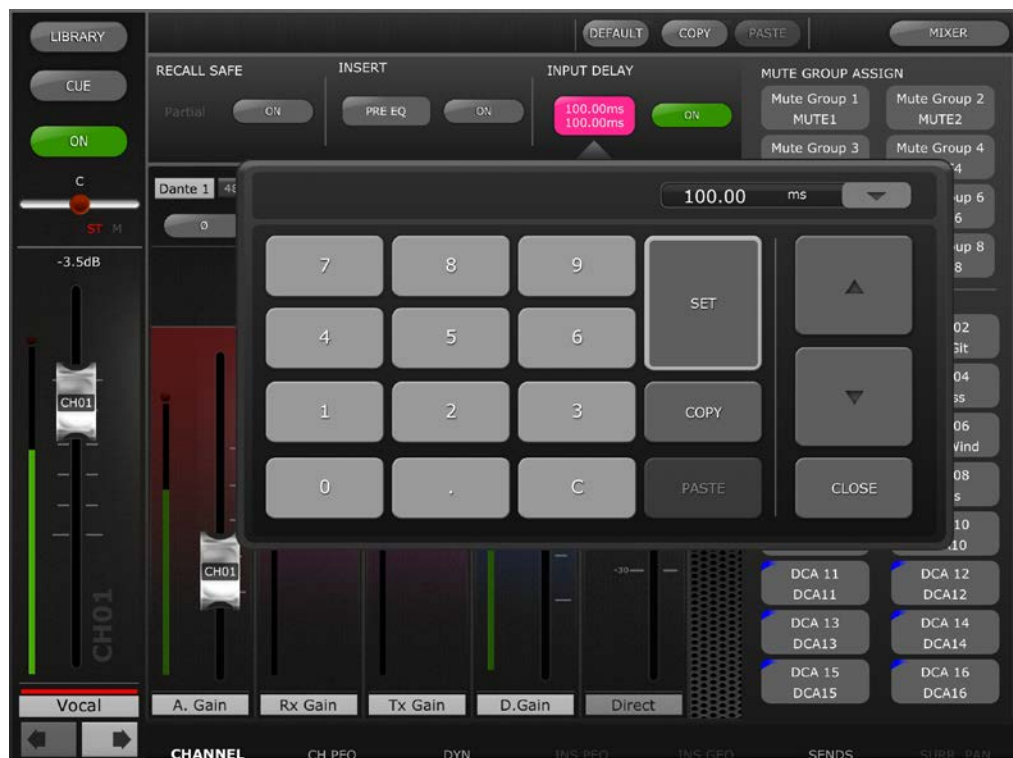 LIBRARY
DEFAULT
COPY
PASTE
MIXER
CUE
RECALL SAFE
INSERT
INPUT DELAY
MUTE GROUP ASSIGN
Partial
ON
PRE EQ
ON
100.00ms
100.00ms
ON
Mute Group 1
MUTE1
Mute Group 2
MUTE2
ON
Mute Group 3
Mute Group 4
C
ST M
Dante 1
48
Ø
100.00 ms
-3.5dB
7
8
9
SET
4
5
6
1
2
3
COPY
0
.
C
PASTE
CLOSE
CH01
CH01
CH01
-30
DCA 11
DCA11
DCA 12
DCA12
DCA 13
DCA13
DCA 14
DCA14
DCA 15
DCA15
DCA 16
DCA16
Vocal
A. Gain
Rx Gain
Tx Gain
D.Gain
Direct
CHANNEL
CH PEQ
DYN
INS PEQ
INS GEQ
SENDS
SURR. PAN